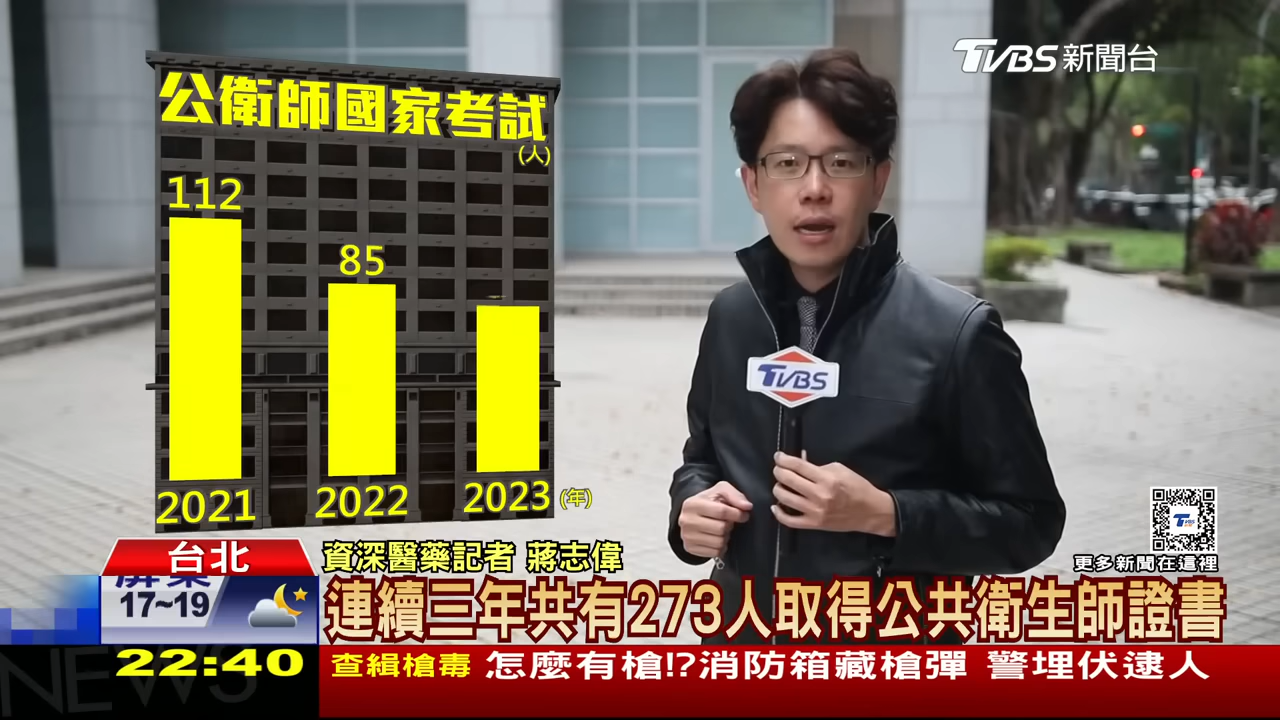 TVBS新聞台
公衛師國家考試
(人)
112
85
2021
2022
2023 (年)
TVBS
TVBS
更多新聞在這裡
台北
資深醫藥記者 蔣志偉
17~19
連續三年共有273人取得公共衛生師證書
22:40
查緝槍毒 怎麼有槍!?消防箱藏槍彈 警埋伏逮人
NEWS